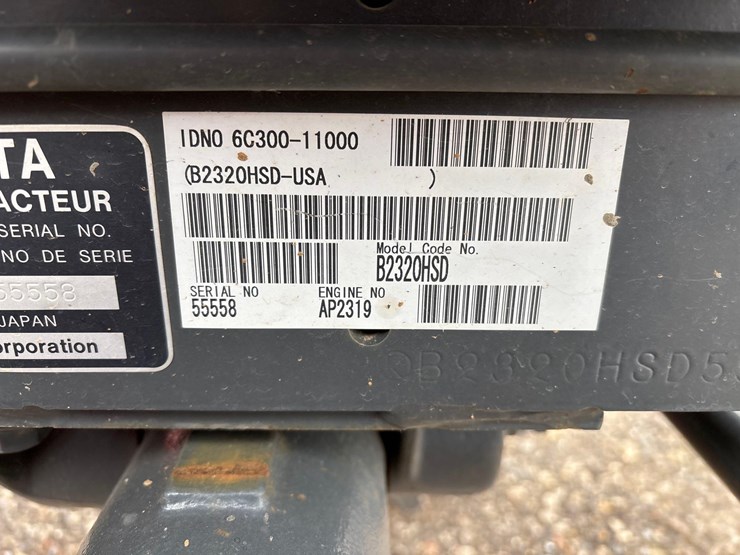 TA
ACTEUR
SERIAL NO.
NO DE SERIE
55558
JAPAN
rporation
IDNO 6C300-11000
(B2320HSD-USA )
Model Code No.
B2320HSD
SERIAL NO
55558
ENGINE NO
AP2319
B2320HSD5